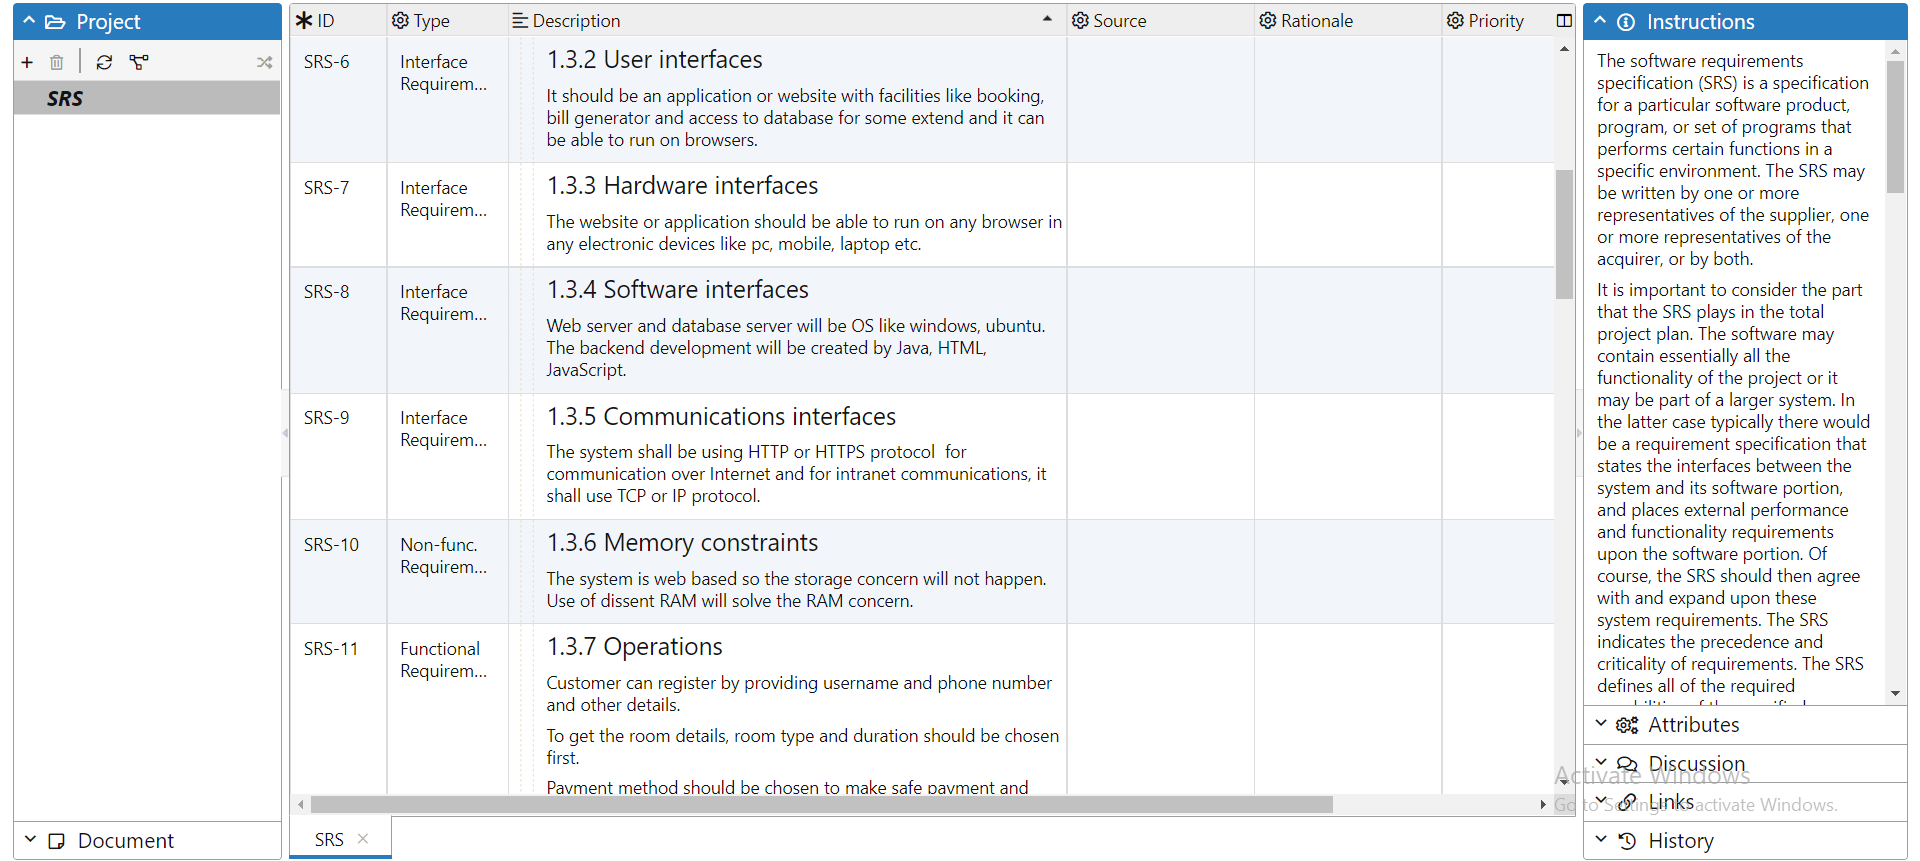 Project
SRS
Document
ID Type Description Source Rationale Priority
SRS-6
Interface
Requirem...
1.3.2 User interfaces
It should be an application or website with facilities like booking,
bill generator and access to database for some extend and it can
be able to run on browsers.
SRS-7
Interface
Requirem...
1.3.3 Hardware interfaces
The website or application should be able to run on any browser in
any electronic devices like pc, mobile, laptop etc.
SRS-8
Interface
Requirem...
1.3.4 Software interfaces
Web server and database server will be OS like windows, ubuntu.
The backend development will be created by Java, HTML,
JavaScript.
SRS-9
Interface
Requirem...
1.3.5 Communications interfaces
The system shall be using HTTP or HTTPS protocol  for
communication over Internet and for intranet communications, it
shall use TCP or IP protocol.
SRS-10
Non-func.
Requirem...
1.3.6 Memory constraints
The system is web based so the storage concern will not happen.
Use of dissent RAM will solve the RAM concern.
SRS-11
Functional
Requirem...
1.3.7 Operations
Customer can register by providing username and phone number
and other details.
To get the room details, room type and duration should be chosen
first.
Payment method should be chosen to make safe payment and
SRS
Instructions
The software requirements
specification (SRS) is a specification
for a particular software product,
program, or set of programs that
performs certain functions in a
specific environment. The SRS may
be written by one or more
representatives of the supplier, one
or more representatives of the
acquirer, or by both.
It is important to consider the part
that the SRS plays in the total
project plan. The software may
contain essentially all the
functionality of the project or it
may be part of a larger system. In
the latter case typically there would
be a requirement specification that
states the interfaces between the
system and its software portion,
and places external performance
and functionality requirements
upon the software portion. Of
course, the SRS should then agree
with and expand upon these
system requirements. The SRS
indicates the precedence and
criticality of requirements. The SRS
defines all of the required
Attributes
Discussion
Links
History
Activate Windows
Go to Settings to activate Windows.